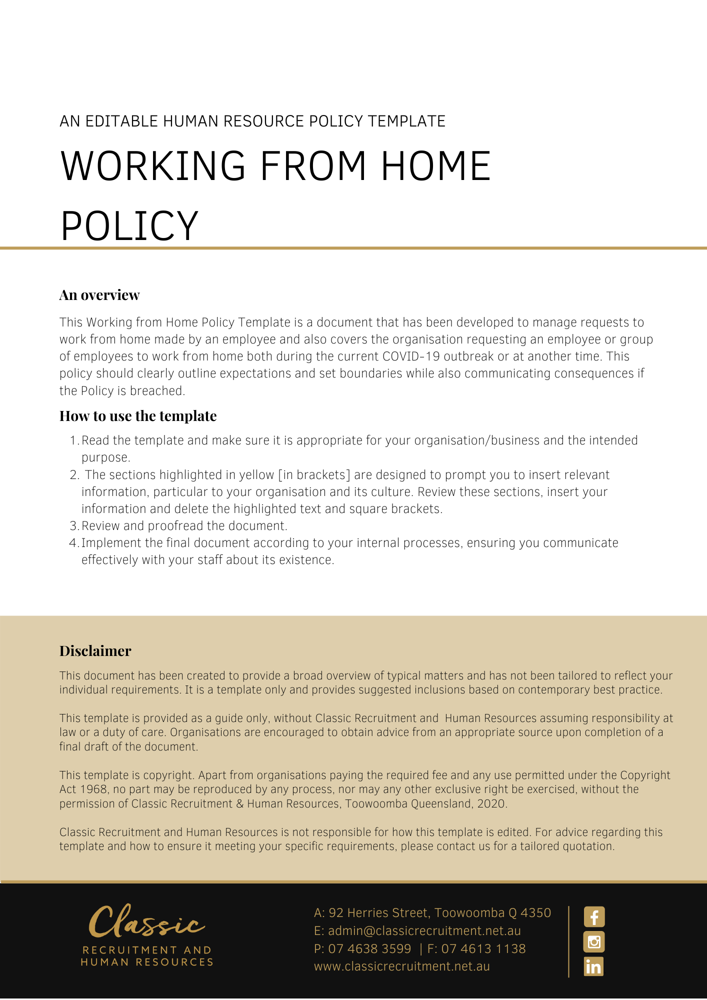 AN EDITABLE HUMAN RESOURCE POLICY TEMPLATE
WORKING FROM HOME
POLICY
An overview
This Working from Home Policy Template is a document that has been developed to manage requests to
work from home made by an employee and also covers the organisation requesting an employee or group
of employees to work from home both during the current COVID-19 outbreak or at another time. This
policy should clearly outline expectations and set boundaries while also communicating consequences if
the Policy is breached.
How to use the template
1. Read the template and make sure it is appropriate for your organisation/business and the intended
purpose.
2. The sections highlighted in yellow [in brackets] are designed to prompt you to insert relevant
information, particular to your organisation and its culture. Review these sections, insert your
information and delete the highlighted text and square brackets.
3. Review and proofread the document.
4. Implement the final document according to your internal processes, ensuring you communicate
effectively with your staff about its existence.
Disclaimer
This document has been created to provide a broad overview of typical matters and has not been tailored to reflect your
individual requirements. It is a template only and provides suggested inclusions based on contemporary best practice.
This template is provided as a guide only, without Classic Recruitment and Human Resources assuming responsibility at
law or a duty of care. Organisations are encouraged to obtain advice from an appropriate source upon completion of a
final draft of the document.
This template is copyright. Apart from organisations paying the required fee and any use permitted under the Copyright
Act 1968, no part may be reproduced by any process, nor may any other exclusive right be exercised, without the
permission of Classic Recruitment & Human Resources, Toowoomba Queensland, 2020.
Classic Recruitment and Human Resources is not responsible for how this template is edited. For advice regarding this
template and how to ensure it meeting your specific requirements, please contact us for a tailored quotation.
Classic
RECRUITMENT AND
HUMAN RESOURCES
A: 92 Herries Street, Toowoomba Q 4350
E: admin@classicrecruitment.net.au
P: 07 4638 3599 | F: 07 4613 1138
www.classicrecruitment.net.au
f
in